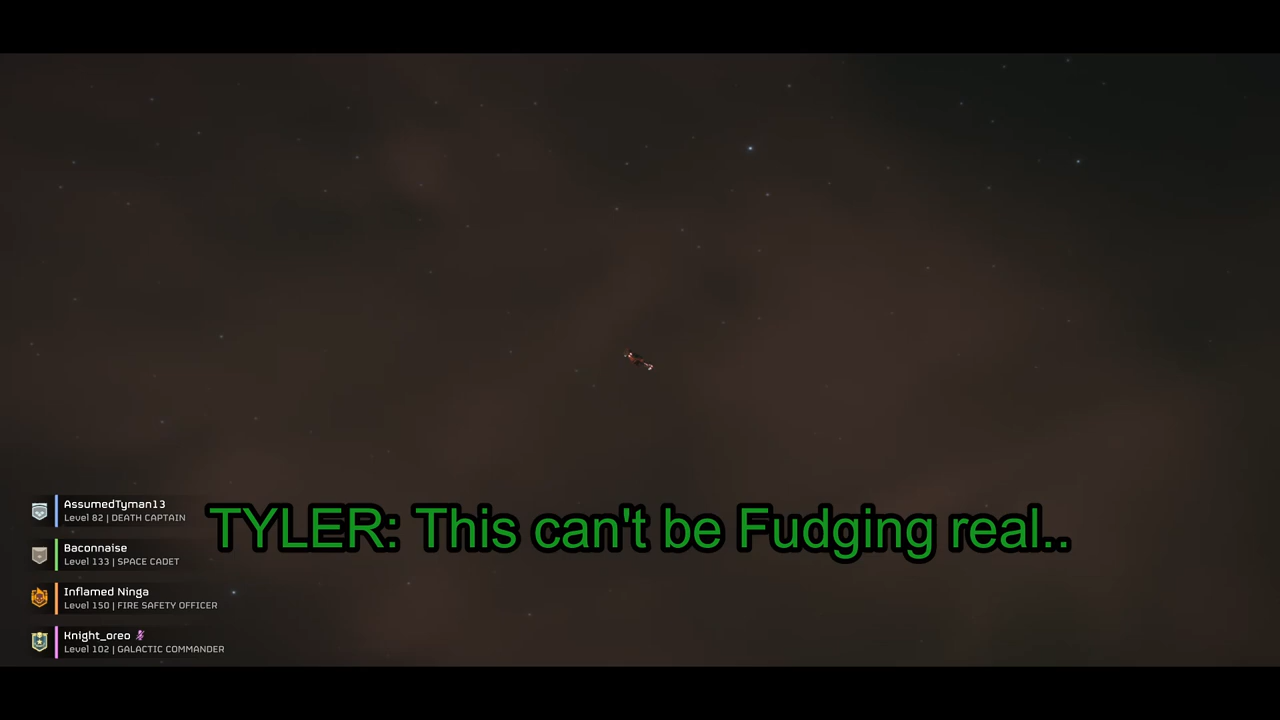 AssumedTyman13
Level 82 | DEATH CAPTAIN
TYLER: This can't be Fudging real..
Baconnaise
Level 133 | SPACE CADET
Inflamed Ninga
Level 150 | FIRE SAFETY OFFICER
Knight_oreo
Level 102 | GALACTIC COMMANDER